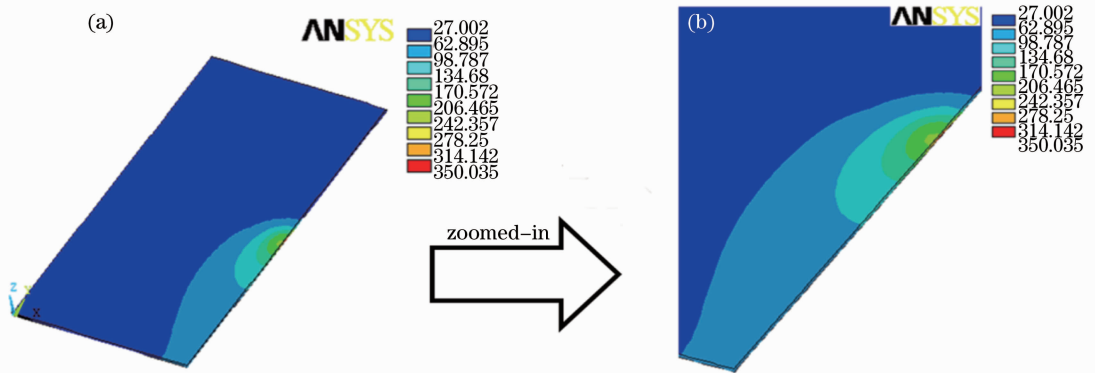 (a)
ANSYS
27.002
62.895
98.787
134.68
170.572
206.465
242.357
278.25
314.142
350.035
Z
X
zoomed-in
(b)
ANSYS
27.002
62.895
98.787
134.68
170.572
206.465
242.357
278.25
314.142
350.035